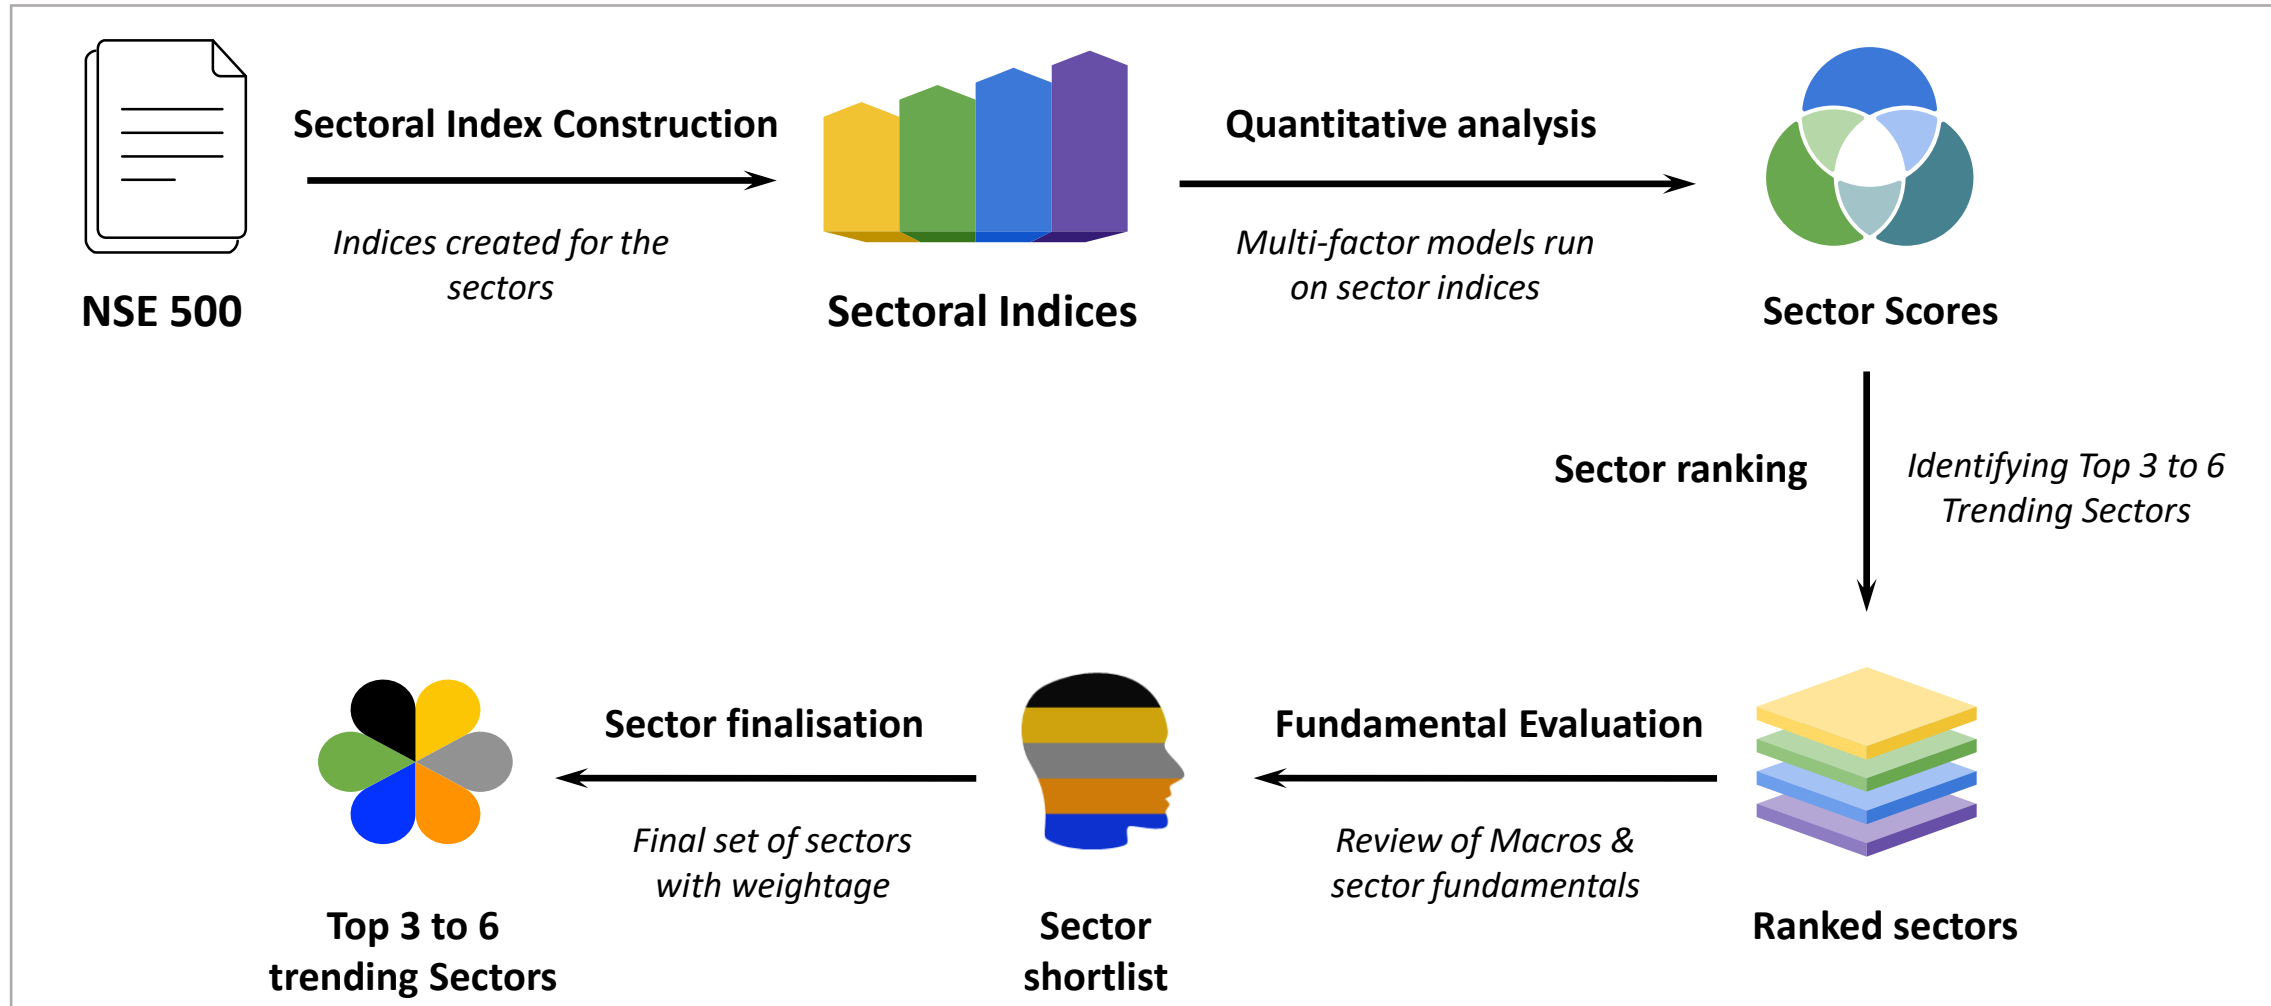 NSE 500
Sectoral Index Construction
Indices created for the
sectors
Sectoral Indices
Quantitative analysis
Multi-factor models run
on sector indices
Sector Scores
Sector ranking
Identifying Top 3 to 6
Trending Sectors
Ranked sectors
Fundamental Evaluation
Review of Macros &
sector fundamentals
Sector
shortlist
Sector finalisation
Final set of sectors
with weightage
Top 3 to 6
trending Sectors